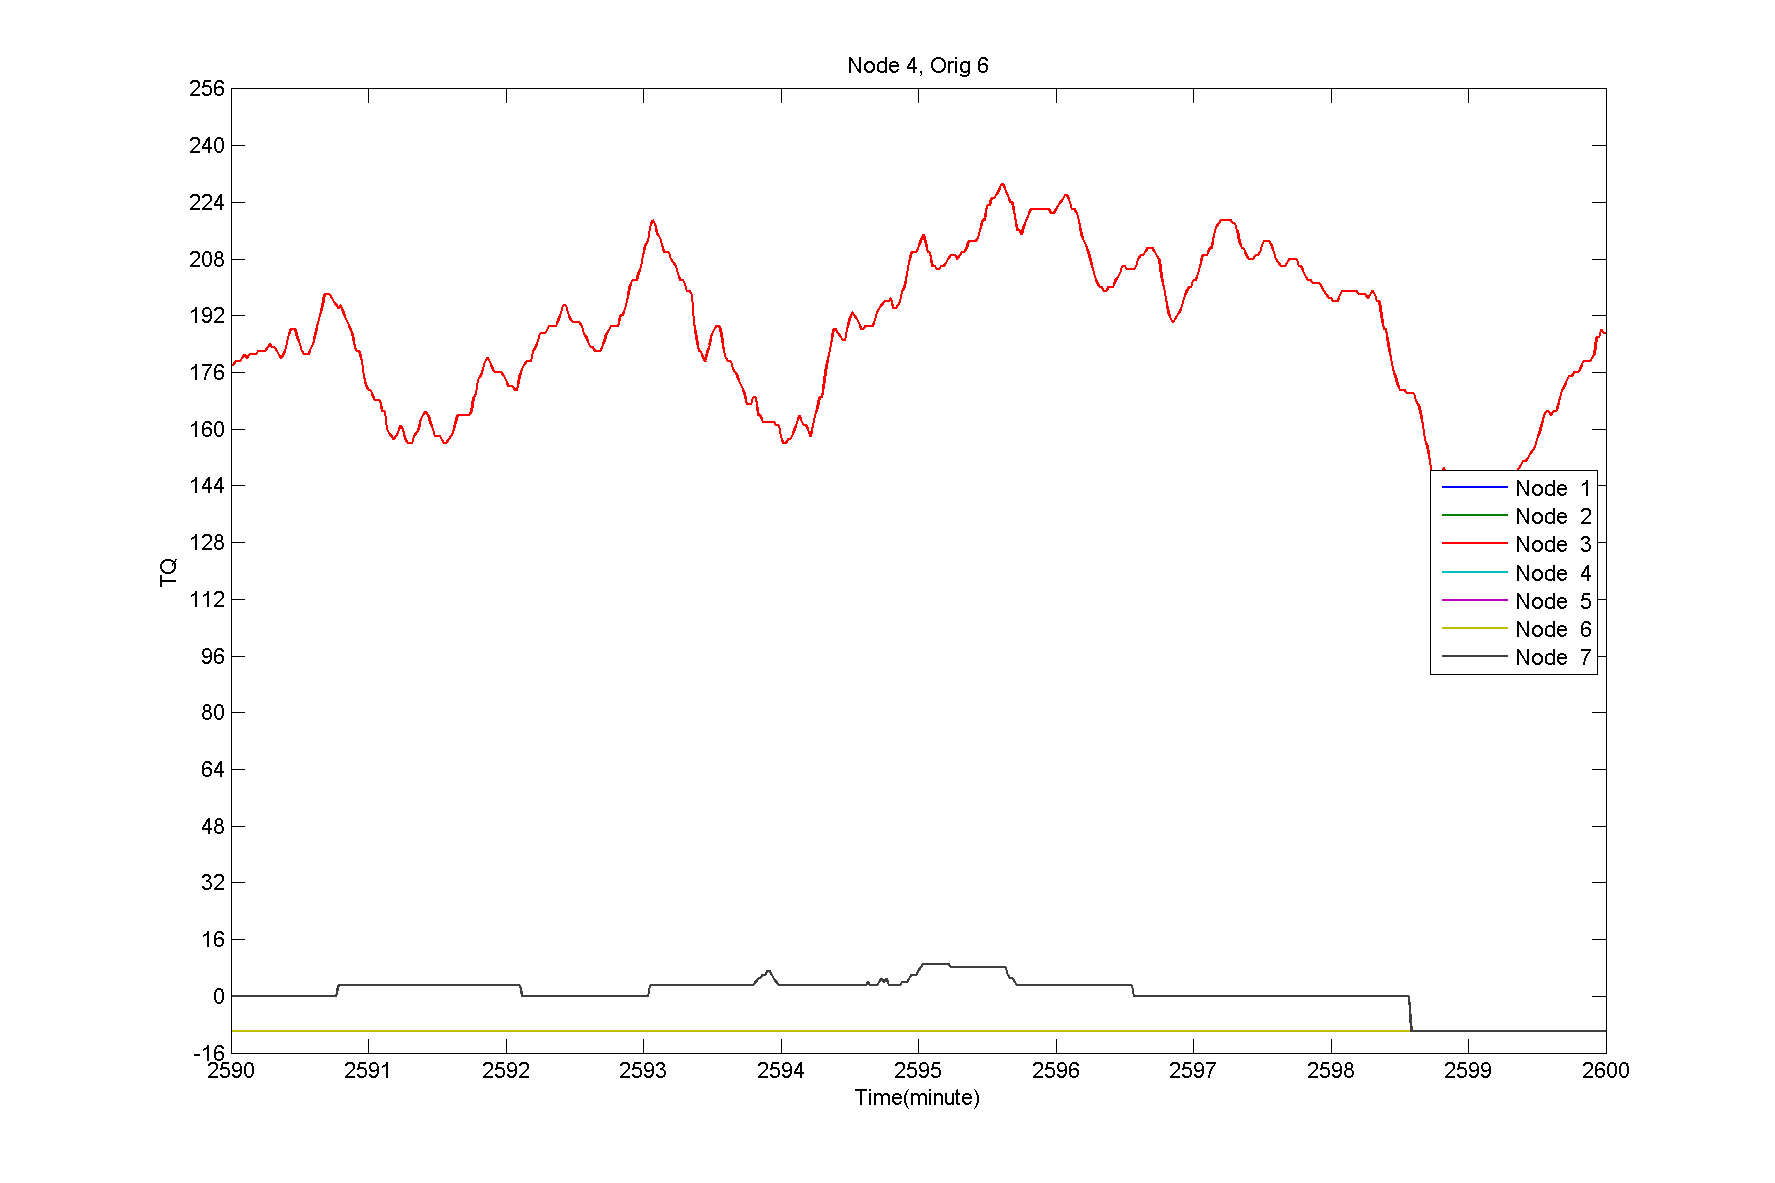 Node 4, Orig 6
256
240
224
208
192
176
160
144
128
112
96
80
64
48
32
16
0
-16
TQ
Node 1
Node 2
Node 3
Node 4
Node 5
Node 6
Node 7
2590 2591 2592 2593 2594 2595 2596 2597 2598 2599 2600
Time(minute)